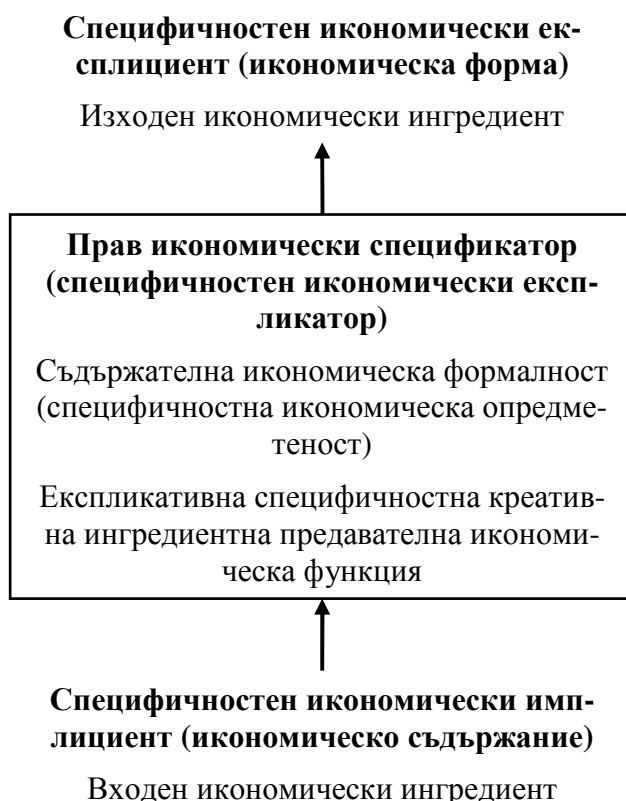 Специфичностен икономически ек-
сплициент (икономическа форма)
Изходен икономически ингредиент
Прав икономически спецификатор
(специфичностен икономически експ-
ликатор)
Съдържателна икономическа формалност
(специфичностна икономическа опредме-
теност)
Експликативна специфичностна креатив-
на ингредиентна предавателна икономи-
ческа функция
Специфичностен икономически имп-
лициент (икономическо съдържание)
Входен икономически ингредиент